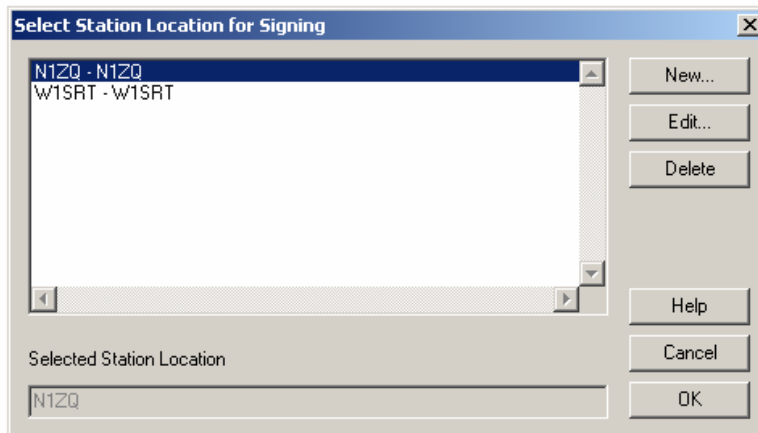 Select Station Location for Signing
N1ZQ - N1ZQ
W1SRT - W1SRT
New...
Edit...
Delete
Help
Cancel
OK
Selected Station Location
N1ZQ